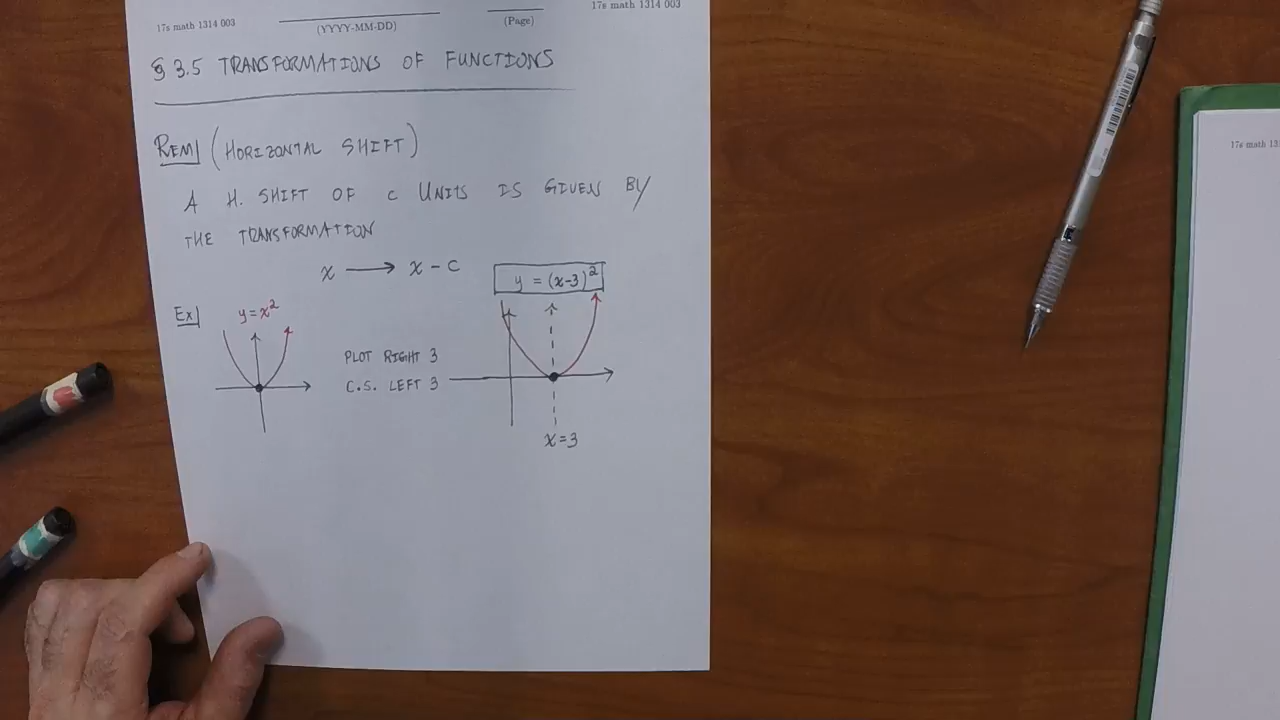 17s math 1314 003
(YYYY-MM-DD)
(Page)
17s math 1314 003
§ 3.5 TRANSFORMATIONS OF FUNCTIONS
REM (HORIZONTAL SHIFT)
A H. SHIFT OF C UNITS IS GIVEN BY
THE TRANSFORMATION
x → x - c
y = (x-3)²
Ex
y = x²
PLOT RIGHT 3
C.S. LEFT 3
x = 3
17s math 13